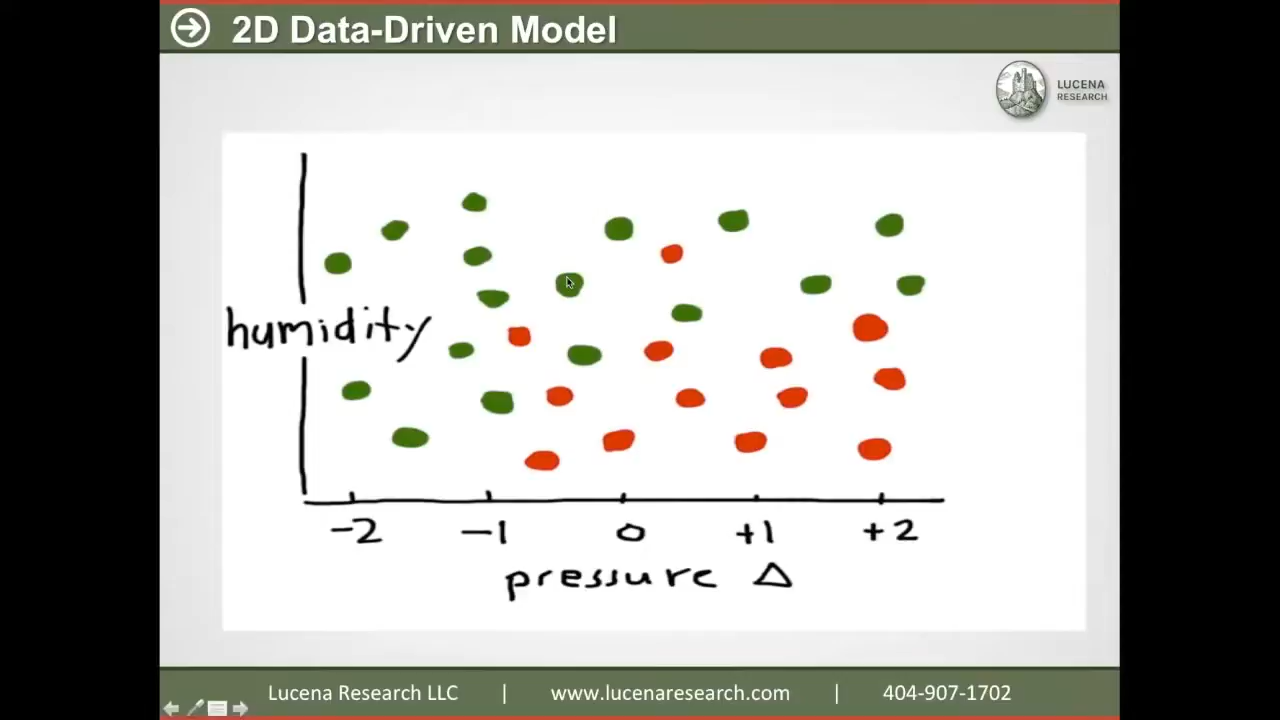 2D Data-Driven Model
LUCENA
RESEARCH
humidity
-2 -1 0 +1 +2
pressure Δ
Lucena Research LLC | www.lucenaresearch.com | 404-907-1702